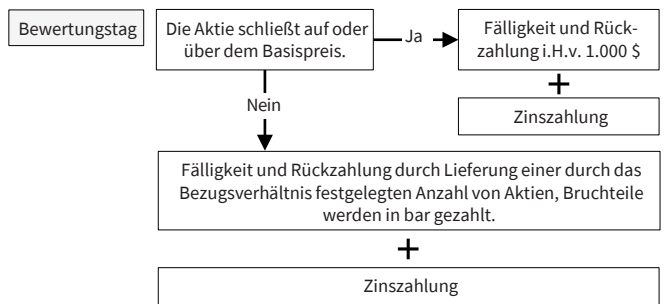 Bewertungstag
Die Aktie schließt auf oder
über dem Basispreis.
Ja
Fälligkeit und Rück-
zahlung i.H.v. 1.000 $
+
Zinszahlung
Nein
Fälligkeit und Rückzahlung durch Lieferung einer durch das
Bezugsverhältnis festgelegten Anzahl von Aktien, Bruchteile
werden in bar gezahlt.
+
Zinszahlung